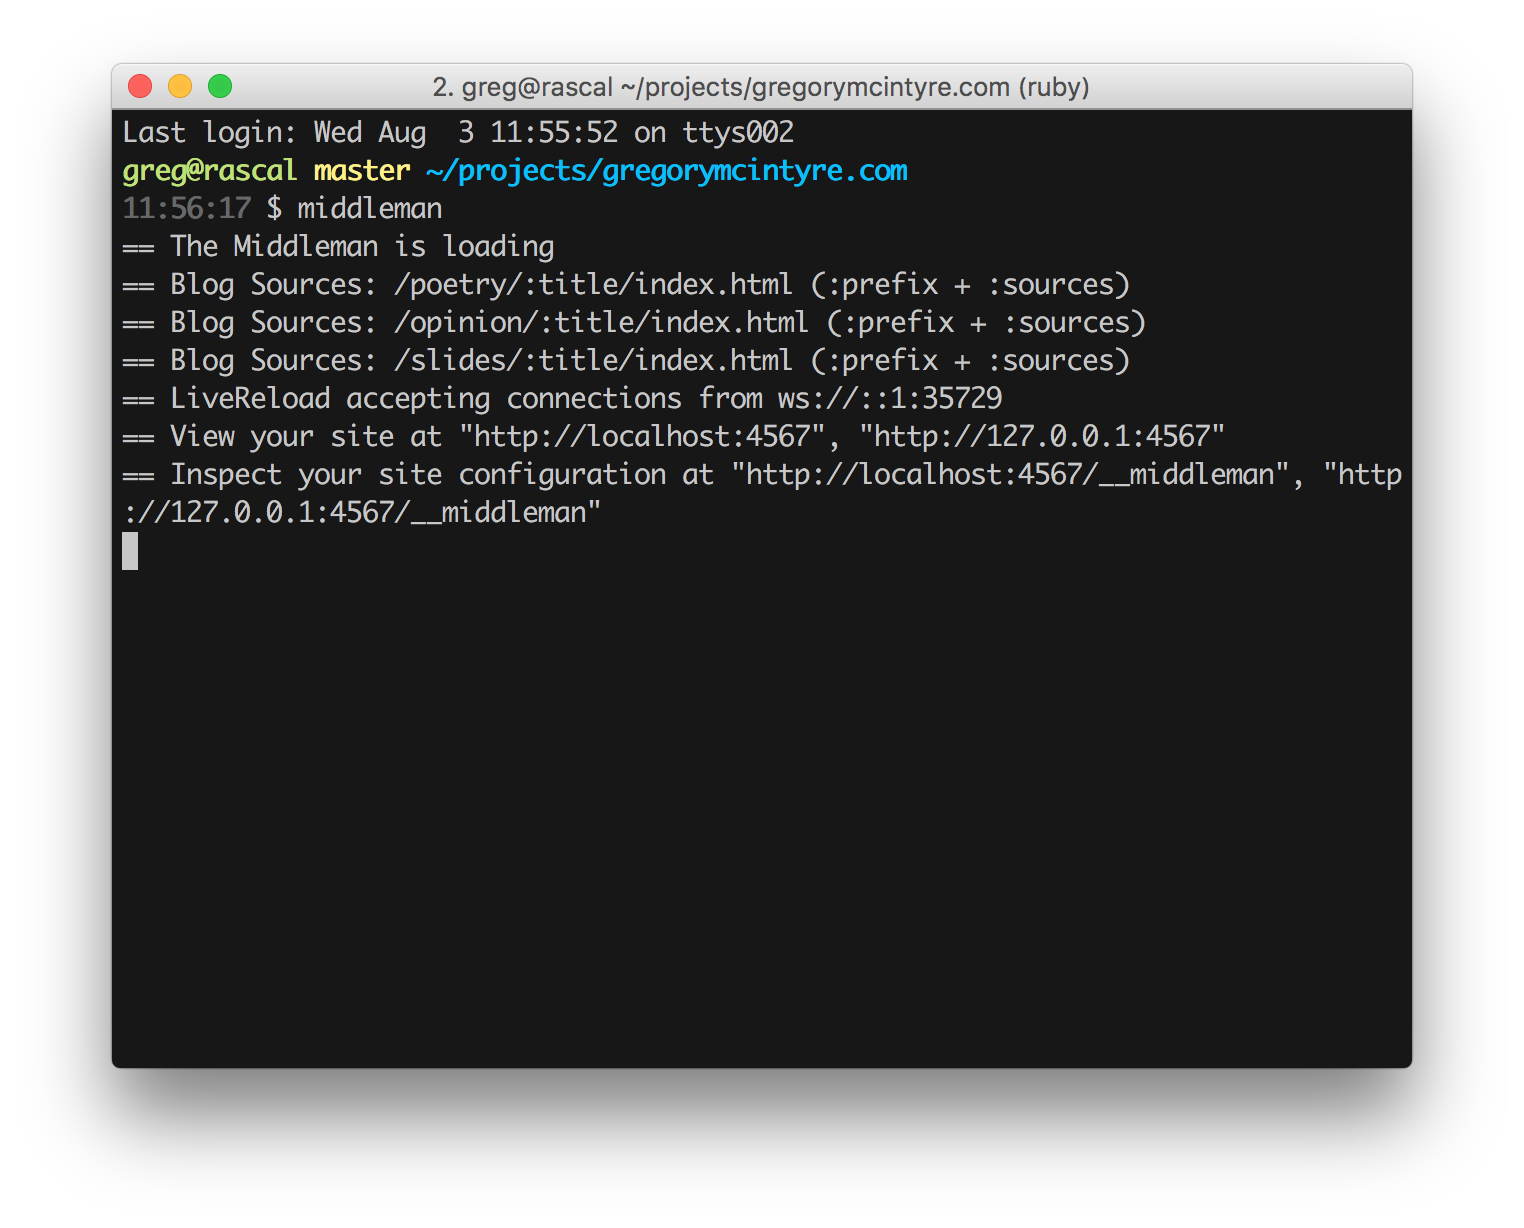 2. greg@rascal ~/projects/gregorymcintyre.com (ruby)
Last login: Wed Aug  3 11:55:52 on ttys002
greg@rascal master ~/projects/gregorymcintyre.com
11:56:17 $ middleman
== The Middleman is loading
== Blog Sources: /poetry/:title/index.html (:prefix + :sources)
== Blog Sources: /opinion/:title/index.html (:prefix + :sources)
== Blog Sources: /slides/:title/index.html (:prefix + :sources)
== LiveReload accepting connections from ws://::1:35729
== View your site at "http://localhost:4567", "http://127.0.0.1:4567"
== Inspect your site configuration at "http://localhost:4567/__middleman", "http
://127.0.0.1:4567/__middleman"